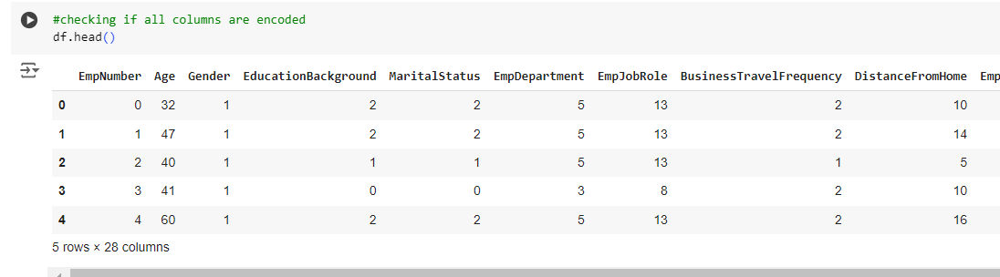 #checking if all columns are encoded
df.head()
EmpNumber Age Gender EducationBackground MaritalStatus EmpDepartment EmpJobRole BusinessTravelFrequency DistanceFromHome Emp
0 0 32 1 2 2 5 13 2 10
1 1 47 1 2 2 5 13 2 14
2 2 40 1 1 1 5 13 1 5
3 3 41 1 0 0 3 8 2 10
4 4 60 1 2 2 5 13 2 16
5 rows × 28 columns